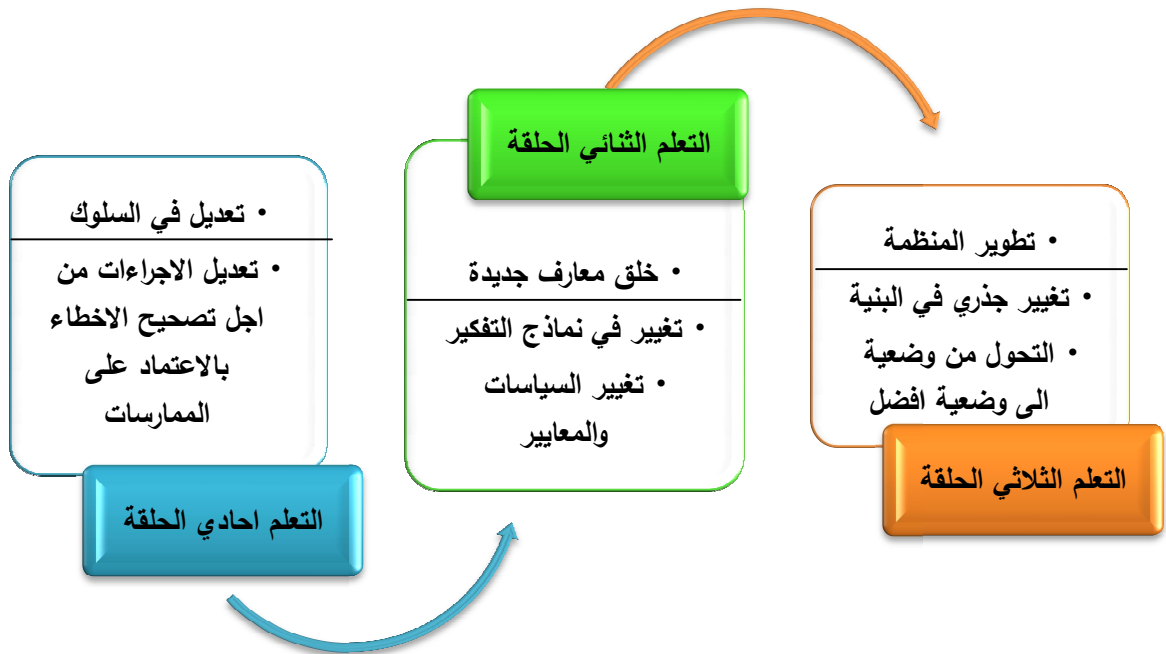 • تعديل في السلوك
• تعديل الاجراءات من
اجل تصحيح الاخطاء
بالاعتماد على
الممارسات
التعلم احادي الحلقة
التعلم الثنائي الحلقة
• خلق معارف جديدة
• تغيير في نماذج التفكير
• تغيير السياسات
والمعايير
• تطوير المنظمة
• تغيير جذري في البنية
• التحول من وضعية
الى وضعية افضل
التعلم الثلاثي الحلقة